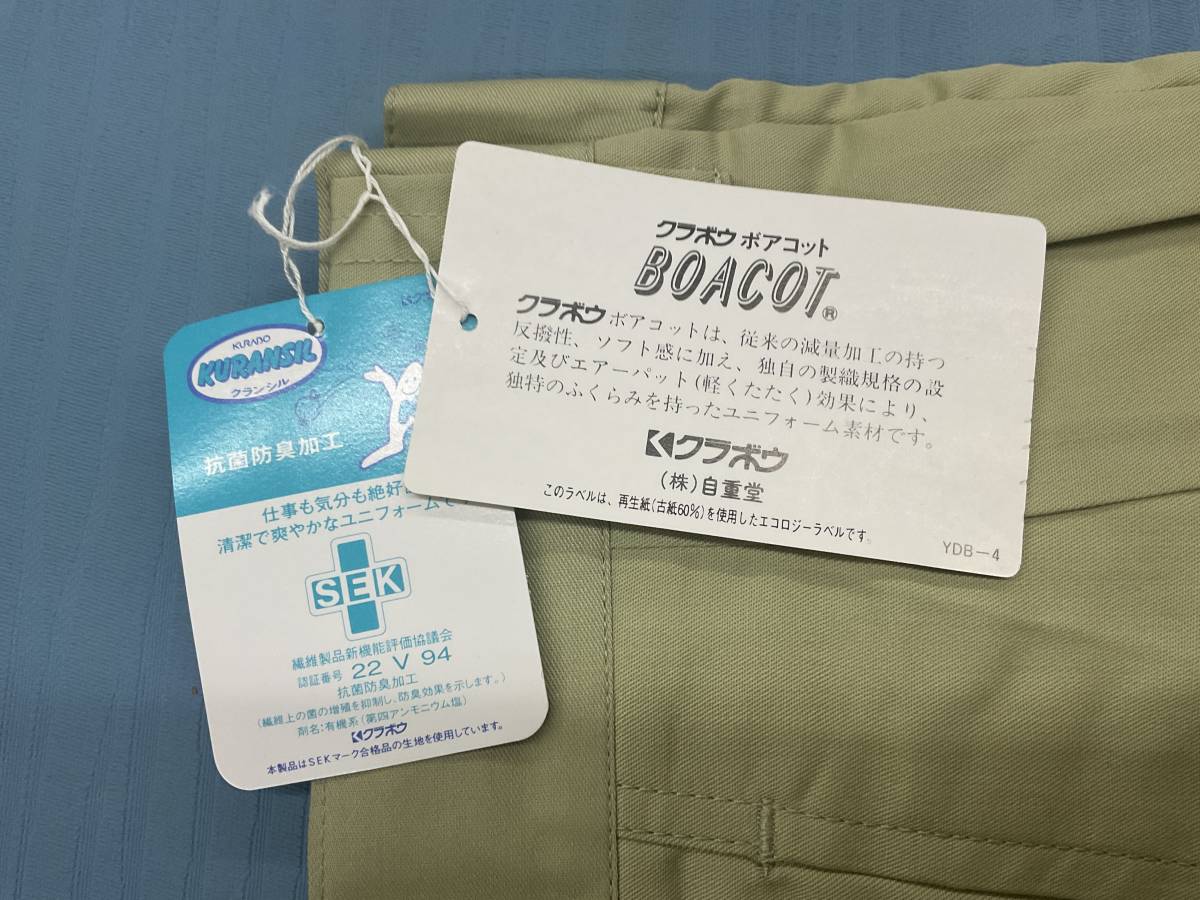 KURABO
KURANSIL
クランシル
抗菌防臭加工
仕事も気分も絶好
清潔で爽やかなユニフォームで
SEK
繊維製品新機能評価協議会
認証番号 22 V 94
抗菌防臭加工
(繊維上の菌の増殖を抑制し、防臭効果を示します。)
剤名:有機系(第四アンモニウム塩)
クラボウ
本製品はSEKマーク合格品の生地を使用しています。
クラボウ ボアコット
BOACOT®
クラボウ ボアコットは、従来の減量加工の持つ
反撥性、ソフト感に加え、独自の製織規格の設
定及びエアーパット(軽くたたく)効果により、
独特のふくらみを持ったユニフォーム素材です。
クラボウ
(株)自重堂
このラベルは、再生紙(古紙60%)を使用したエコロジーラベルです。
YDB-4